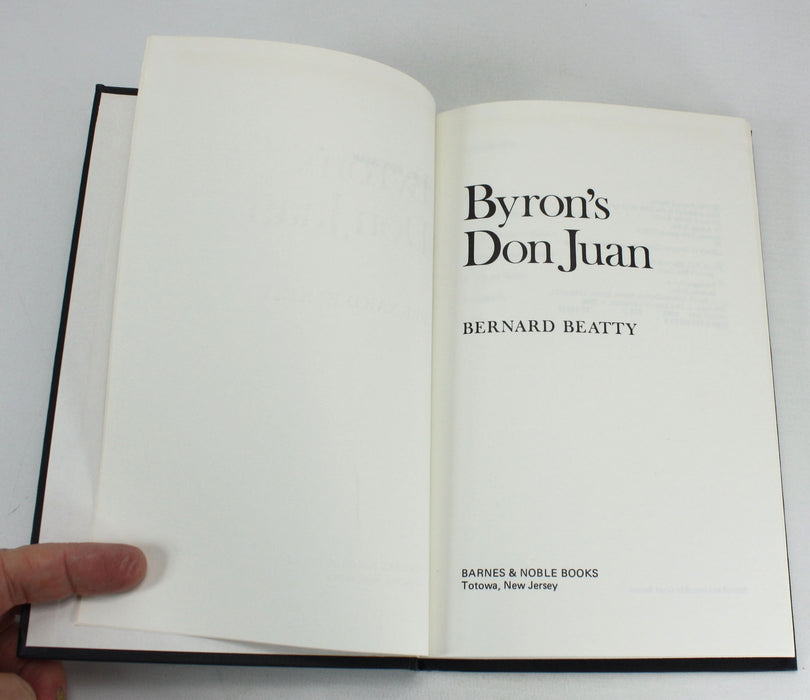 Byron's
Don Juan
BERNARD BEATTY
BARNES & NOBLE BOOKS
Totowa, New Jersey